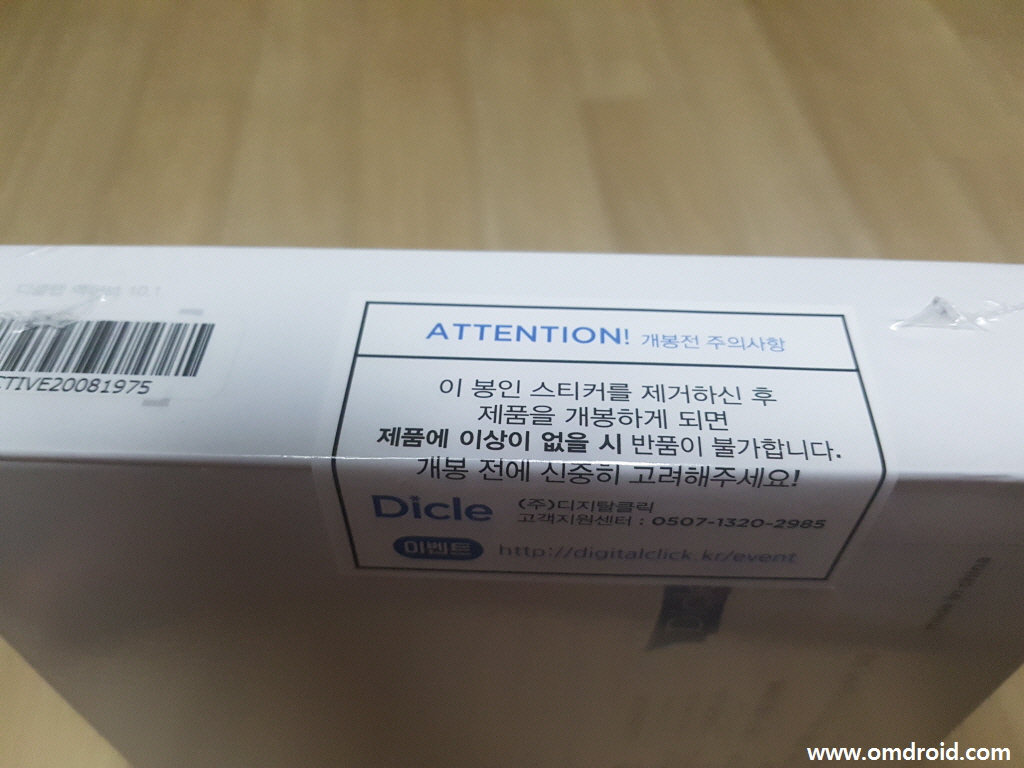 10.1
CTIVE20081975
ATTENTION! 개봉전 주의사항
이 봉인 스티커를 제거하신 후
제품을 개봉하게 되면
제품에 이상이 없을 시 반품이 불가합니다.
개봉 전에 신중히 고려해주세요!
Dicle (주)디지탈클릭
고객지원센터 : 0507-1320-2985
이벤트 http://digitalclick.kr/event
www.omdroid.com